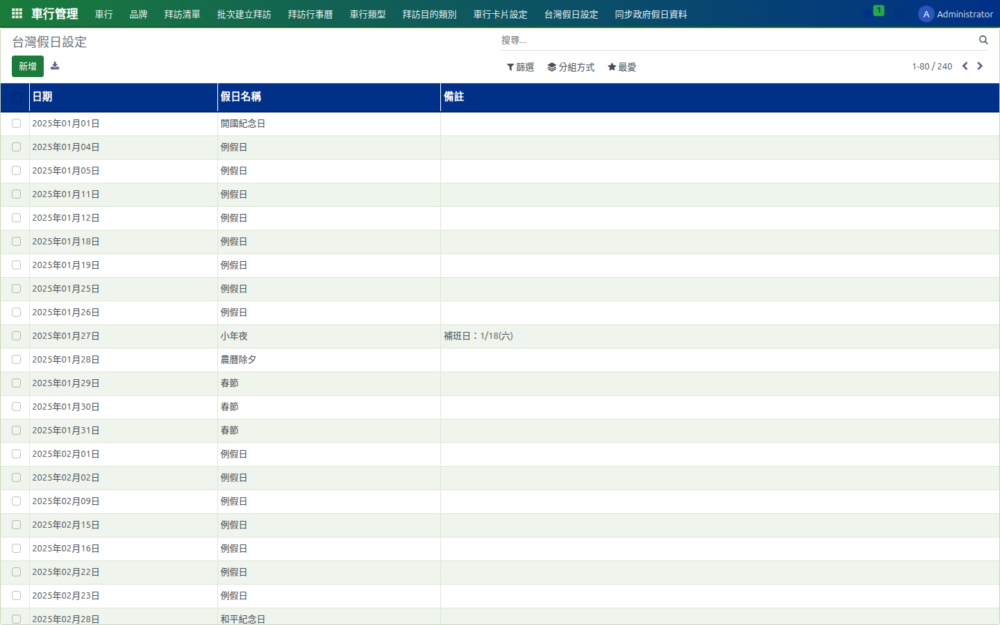 車行管理 車行 品牌 拜訪清單 批次建立拜訪 拜訪行事曆 車行類型 拜訪目的類別 車行卡片設定 台灣假日設定 同步政府假日資料 1 A Administrator
台灣假日設定 搜尋...
新增 篩選 分組方式 最愛 1-80 / 240
日期 假日名稱 備註
2025年01月01日 開國紀念日
2025年01月04日 例假日
2025年01月05日 例假日
2025年01月11日 例假日
2025年01月12日 例假日
2025年01月18日 例假日
2025年01月19日 例假日
2025年01月25日 例假日
2025年01月26日 例假日
2025年01月27日 小年夜 補班日：1/18(六)
2025年01月28日 農曆除夕
2025年01月29日 春節
2025年01月30日 春節
2025年01月31日 春節
2025年02月01日 例假日
2025年02月02日 例假日
2025年02月09日 例假日
2025年02月15日 例假日
2025年02月16日 例假日
2025年02月22日 例假日
2025年02月23日 例假日
2025年02月28日 和平紀念日